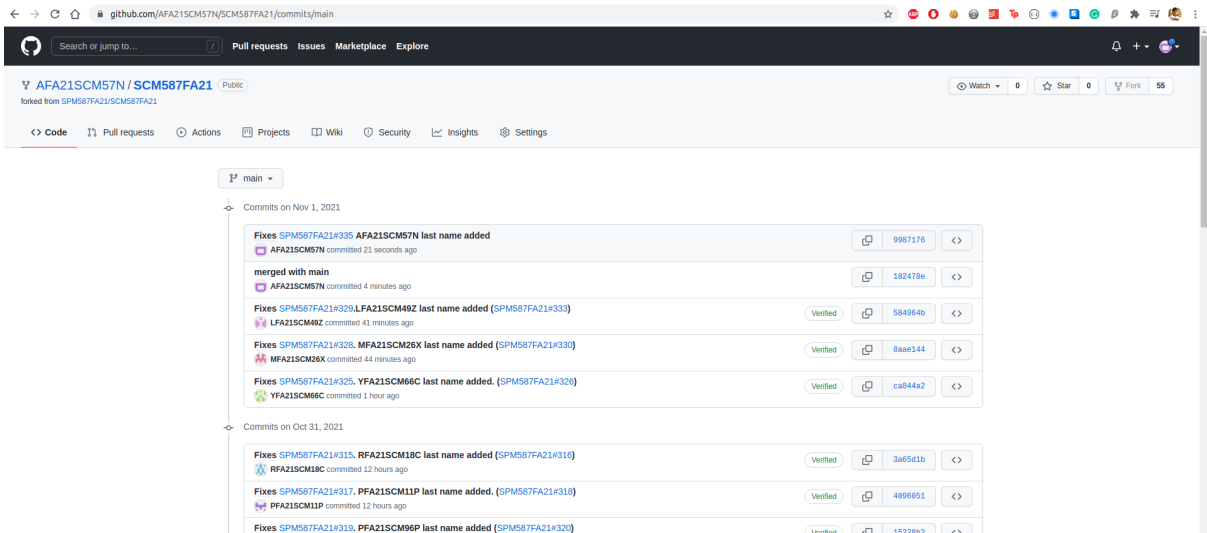 github.com/AFA21SCM57N/SCM587FA21/commits/main
Search or jump to... / Pull requests Issues Marketplace Explore
AFA21SCM57N / SCM587FA21 Public
Watch 0 Star 0 Fork 55
forked from SPM587FA21/SCM587FA21
Code Pull requests Actions Projects Wiki Security Insights Settings
main
Commits on Nov 1, 2021
Fixes SPM587FA21#335 AFA21SCM57N last name added
9987176
AFA21SCM57N committed 21 seconds ago
merged with main
182478e
AFA21SCM57N committed 4 minutes ago
Fixes SPM587FA21#329.LFA21SCM49Z last name added (SPM587FA21#333)
Verified 584964b
LFA21SCM49Z committed 41 minutes ago
Fixes SPM587FA21#328. MFA21SCM26X last name added (SPM587FA21#330)
Verified 8aae144
MFA21SCM26X committed 44 minutes ago
Fixes SPM587FA21#325. YFA21SCM66C last name added. (SPM587FA21#326)
Verified ca844a2
YFA21SCM66C committed 1 hour ago
Commits on Oct 31, 2021
Fixes SPM587FA21#315. RFA21SCM18C last name added (SPM587FA21#316)
Verified 3a65d1b
RFA21SCM18C committed 12 hours ago
Fixes SPM587FA21#317. PFA21SCM11P last name added. (SPM587FA21#318)
Verified 4096051
PFA21SCM11P committed 12 hours ago
Fixes SPM587FA21#319. PFA21SCM96P last name added (SPM587FA21#320)
Verified